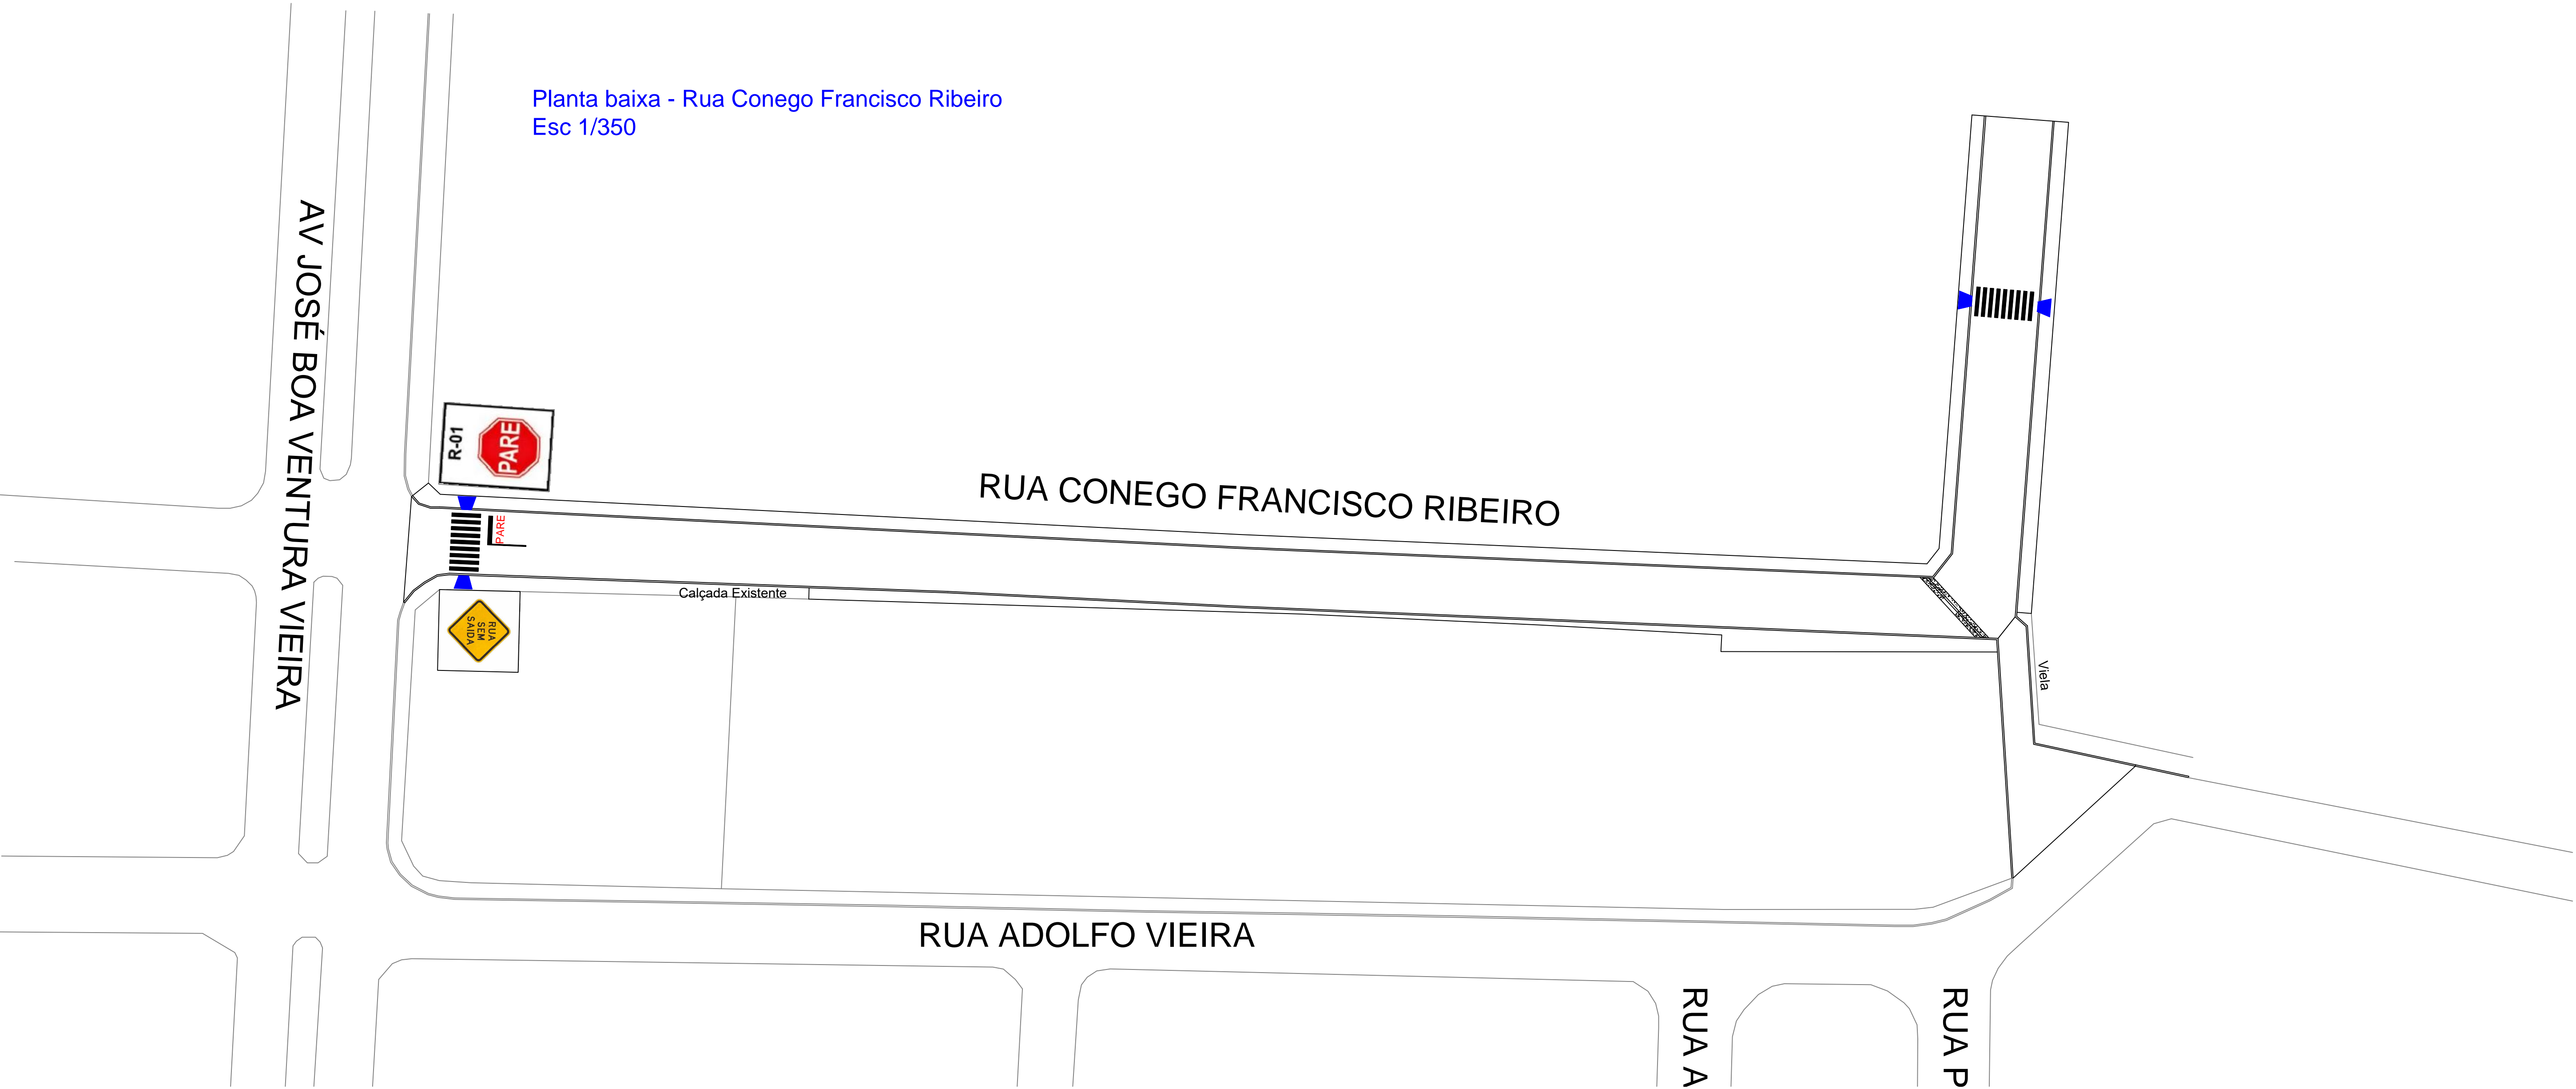 Planta baixa - Rua Conego Francisco Ribeiro
Esc 1/350
AV JOSÉ BOA VENTURA VIEIRA
R-01
PARE
PARE
RUA CONEGO FRANCISCO RIBEIRO
Calçada Existente
RUA
SEM
SAÍDA
Viela
RUA ADOLFO VIEIRA
RUA A
RUA P